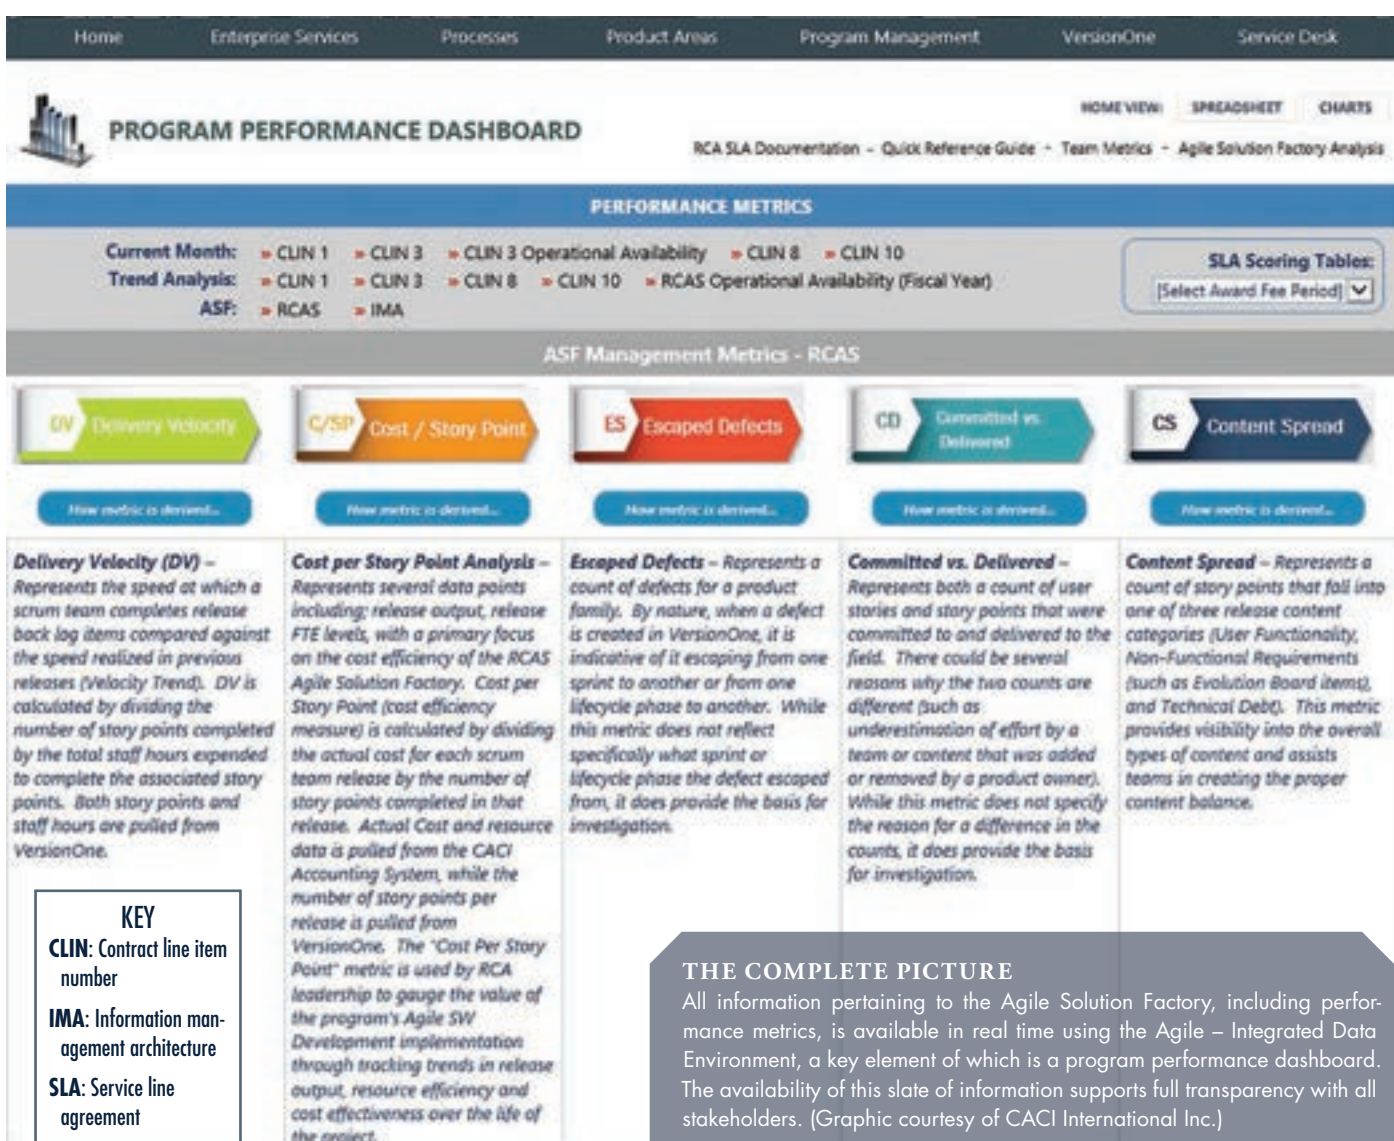 Home Enterprise Services Processes Product Areas Program Management VersionOne Service Desk
PROGRAM PERFORMANCE DASHBOARD
HOME VIEW: SPREADSHEET CHARTS
RCA SLA Documentation - Quick Reference Guide - Team Metrics - Agile Solution Factory Analysis
PERFORMANCE METRICS
Current Month: » CLIN 1 » CLIN 3 » CLIN 3 Operational Availability » CLIN 8 » CLIN 10
Trend Analysis: » CLIN 1 » CLIN 3 » CLIN 8 » CLIN 10 » RCAS Operational Availability (Fiscal Year)
ASF: » RCAS » IMA
SLA Scoring Tables:
[Select Award Fee Period]
ASF Management Metrics - RCAS
DV Delivery Velocity
How metric is derived...
Delivery Velocity (DV) –
Represents the speed at which a
scrum team completes release
back log items compared against
the speed realized in previous
releases (Velocity Trend). DV is
calculated by dividing the
number of story points completed
by the total staff hours expended
to complete the associated story
points. Both story points and
staff hours are pulled from
VersionOne.
C/SP Cost / Story Point
How metric is derived...
Cost per Story Point Analysis –
Represents several data points
including; release output, release
FTE levels, with a primary focus
on the cost efficiency of the RCAS
Agile Solution Factory. Cost per
Story Point (cost efficiency
measure) is calculated by dividing
the actual cost for each scrum
team release by the number of
story points completed in that
release. Actual Cost and resource
data is pulled from the CACI
Accounting System, while the
number of story points per
release is pulled from
VersionOne. The "Cost Per Story
Point" metric is used by RCA
leadership to gauge the value of
the program's Agile SW
Development implementation
through tracking trends in release
output, resource efficiency and
cost effectiveness over the life of
the project.
ES Escaped Defects
How metric is derived...
Escaped Defects – Represents a
count of defects for a product
family. By nature, when a defect
is created in VersionOne, it is
indicative of it escaping from one
sprint to another or from one
lifecycle phase to another. While
this metric does not reflect
specifically what sprint or
lifecycle phase the defect escaped
from, it does provide the basis for
investigation.
CD Committed vs.
Delivered
How metric is derived...
Committed vs. Delivered –
Represents both a count of user
stories and story points that were
committed to and delivered to the
field. There could be several
reasons why the two counts are
different (such as
underestimation of effort by a
team or content that was added
or removed by a product owner).
While this metric does not specify
the reason for a difference in the
counts, it does provide the basis
for investigation.
CS Content Spread
How metric is derived...
Content Spread – Represents a
count of story points that fall into
one of three release content
categories (User Functionality,
Non-Functional Requirements
(such as Evolution Board items),
and Technical Debt). This metric
provides visibility into the overall
types of content and assists
teams in creating the proper
content balance.
KEY
CLIN: Contract line item
number
IMA: Information man-
agement architecture
SLA: Service line
agreement
THE COMPLETE PICTURE
All information pertaining to the Agile Solution Factory, including perfor-
mance metrics, is available in real time using the Agile – Integrated Data
Environment, a key element of which is a program performance dashboard.
The availability of this slate of information supports full transparency with all
stakeholders. (Graphic courtesy of CACI International Inc.)